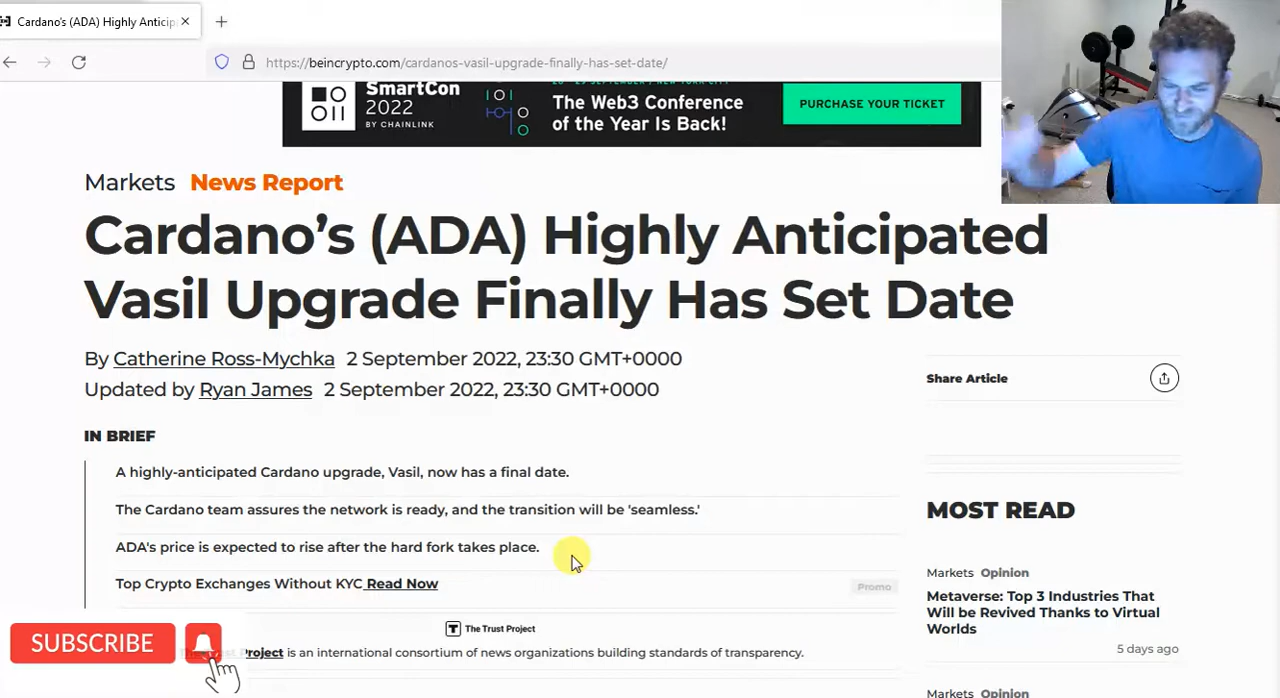 Cardano's (ADA) Highly Anticip
https://beincrypto.com/cardanos-vasil-upgrade-finally-has-set-date/
SmartCon
2022
BY CHAINLINK
The Web3 Conference
of the Year Is Back!
PURCHASE YOUR TICKET
Markets News Report
Cardano’s (ADA) Highly Anticipated
Vasil Upgrade Finally Has Set Date
By Catherine Ross-Mychka 2 September 2022, 23:30 GMT+0000
Updated by Ryan James 2 September 2022, 23:30 GMT+0000
Share Article
IN BRIEF
A highly-anticipated Cardano upgrade, Vasil, now has a final date.
The Cardano team assures the network is ready, and the transition will be 'seamless.'
ADA's price is expected to rise after the hard fork takes place.
Top Crypto Exchanges Without KYC Read Now
Promo
The Trust Project
Project is an international consortium of news organizations building standards of transparency.
MOST READ
Markets Opinion
Metaverse: Top 3 Industries That
Will be Revived Thanks to Virtual
Worlds
5 days ago
Markets Opinion
SUBSCRIBE